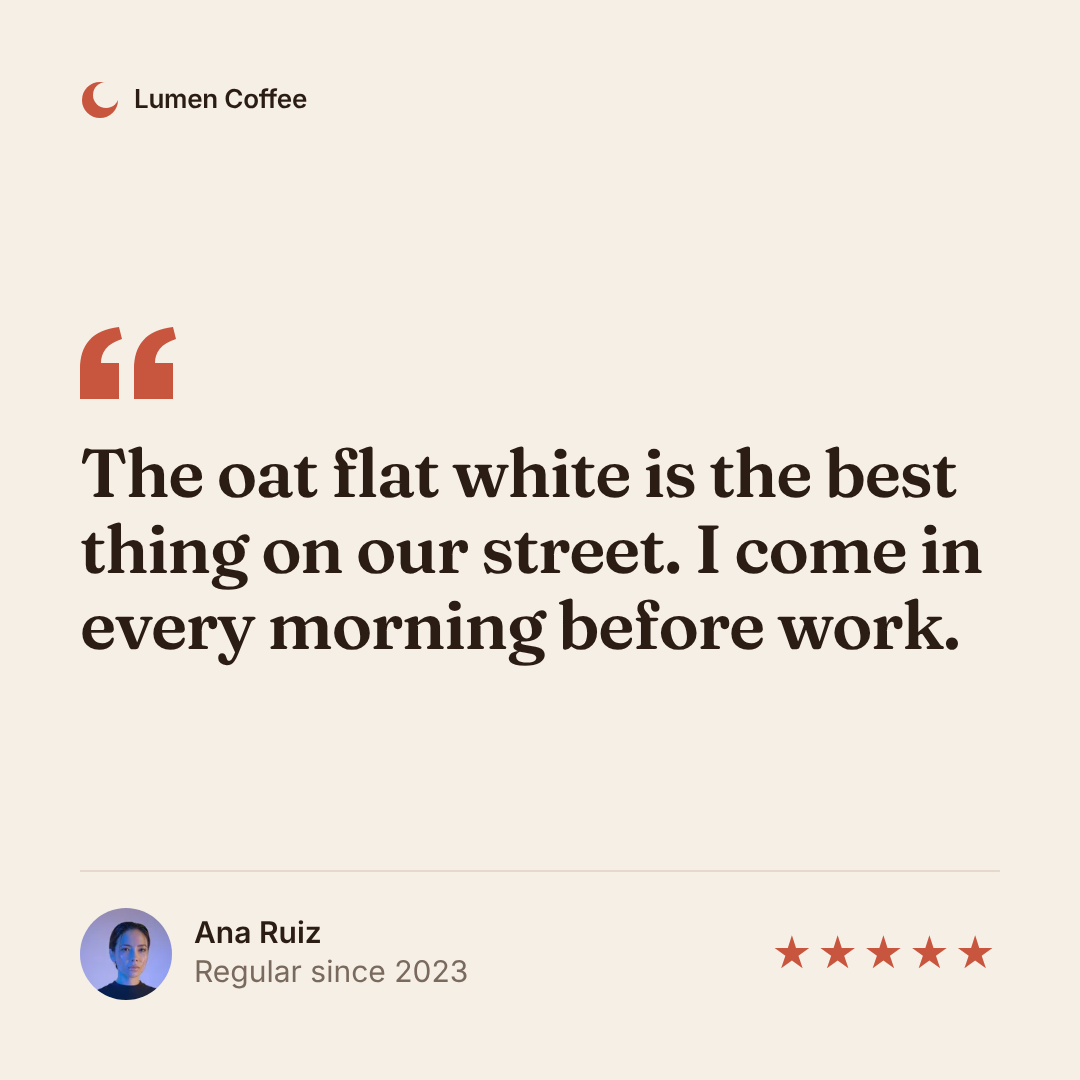 Lumen Coffee
“
The oat flat white is the best
thing on our street. I come in
every morning before work.
Ana Ruiz
Regular since 2023
★★★★★